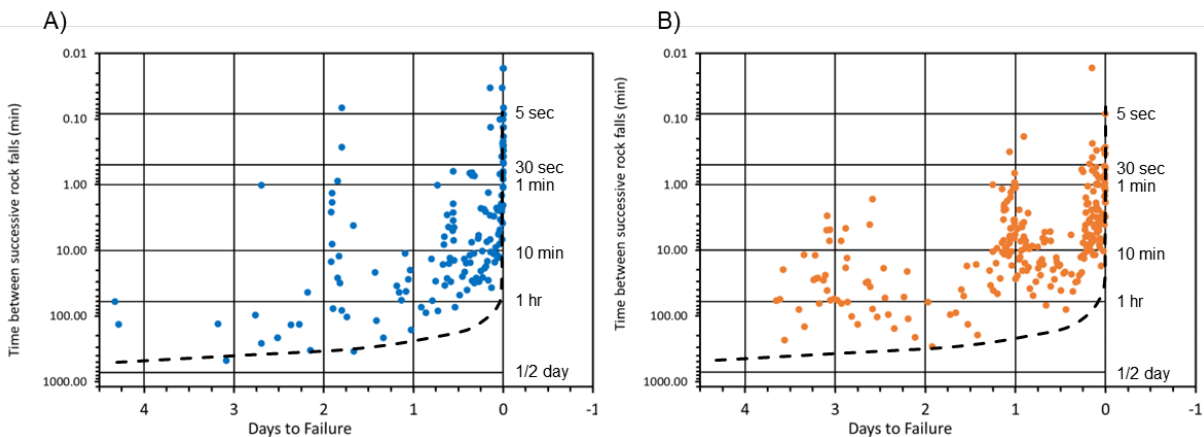 A)
0.01
0.10
1.00
10.00
100.00
1000.00
Time between successive rock falls (min)
5 sec
30 sec
1 min
10 min
1 hr
1/2 day
4 3 2 1 0 -1
Days to Failure
B)
0.01
0.10
1.00
10.00
100.00
1000.00
Time between successive rock falls (min)
5 sec
30 sec
1 min
10 min
1 hr
1/2 day
4 3 2 1 0 -1
Days to Failure